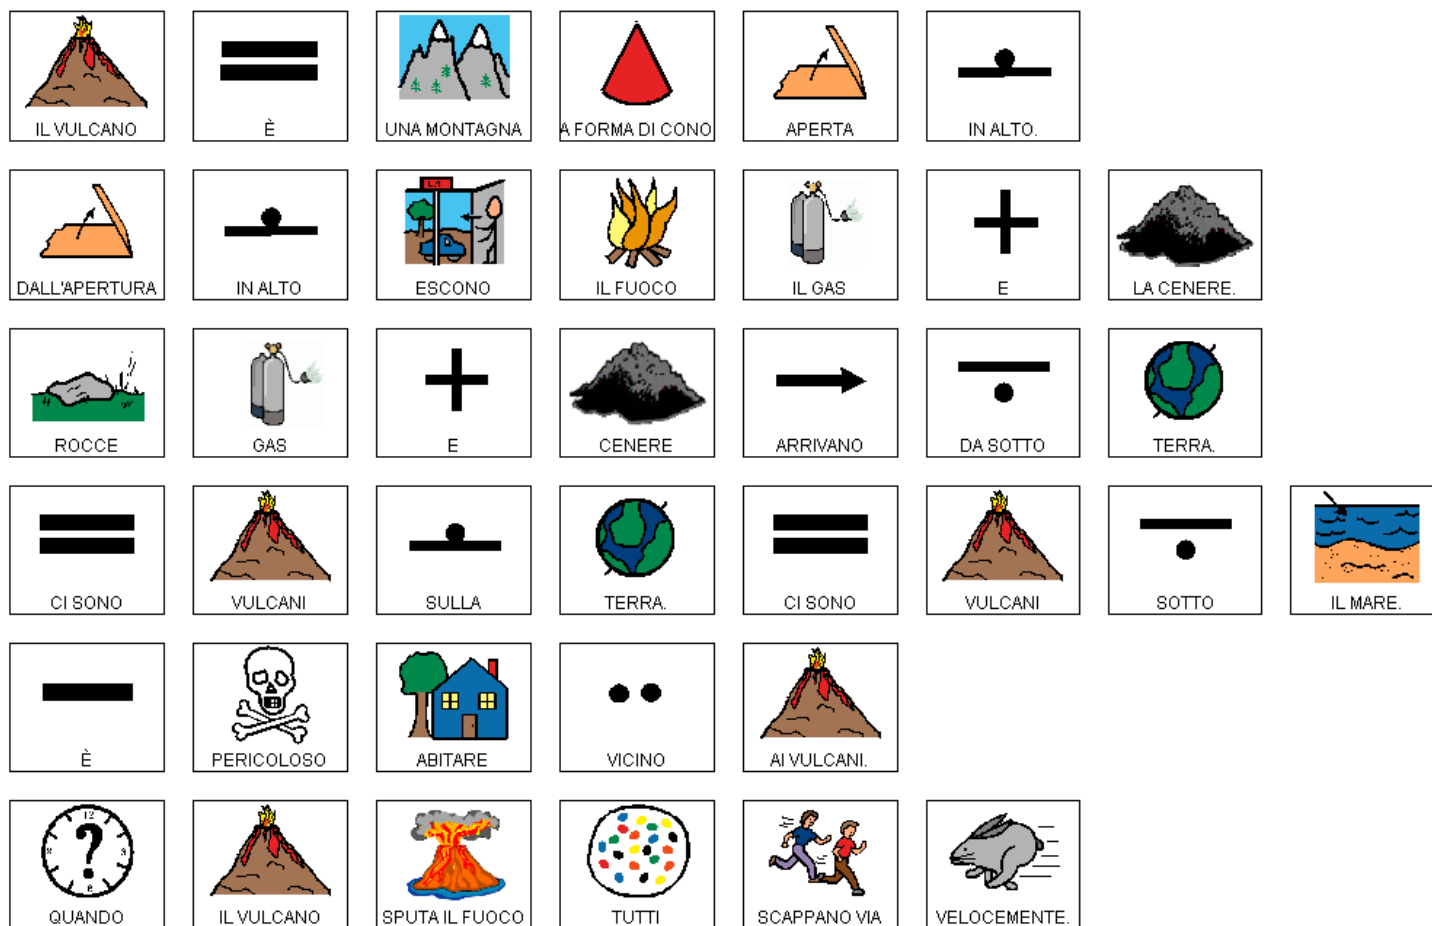 IL VULCANO È UNA MONTAGNA A FORMA DI CONO APERTA IN ALTO.
DALL'APERTURA IN ALTO ESCONO IL FUOCO IL GAS E LA CENERE.
ROCCE GAS E CENERE ARRIVANO DA SOTTO TERRA.
CI SONO VULCANI SULLA TERRA. CI SONO VULCANI SOTTO IL MARE.
È PERICOLOSO ABITARE VICINO AI VULCANI.
QUANDO IL VULCANO SPUTA IL FUOCO TUTTI SCAPPANO VIA VELOCEMENTE.